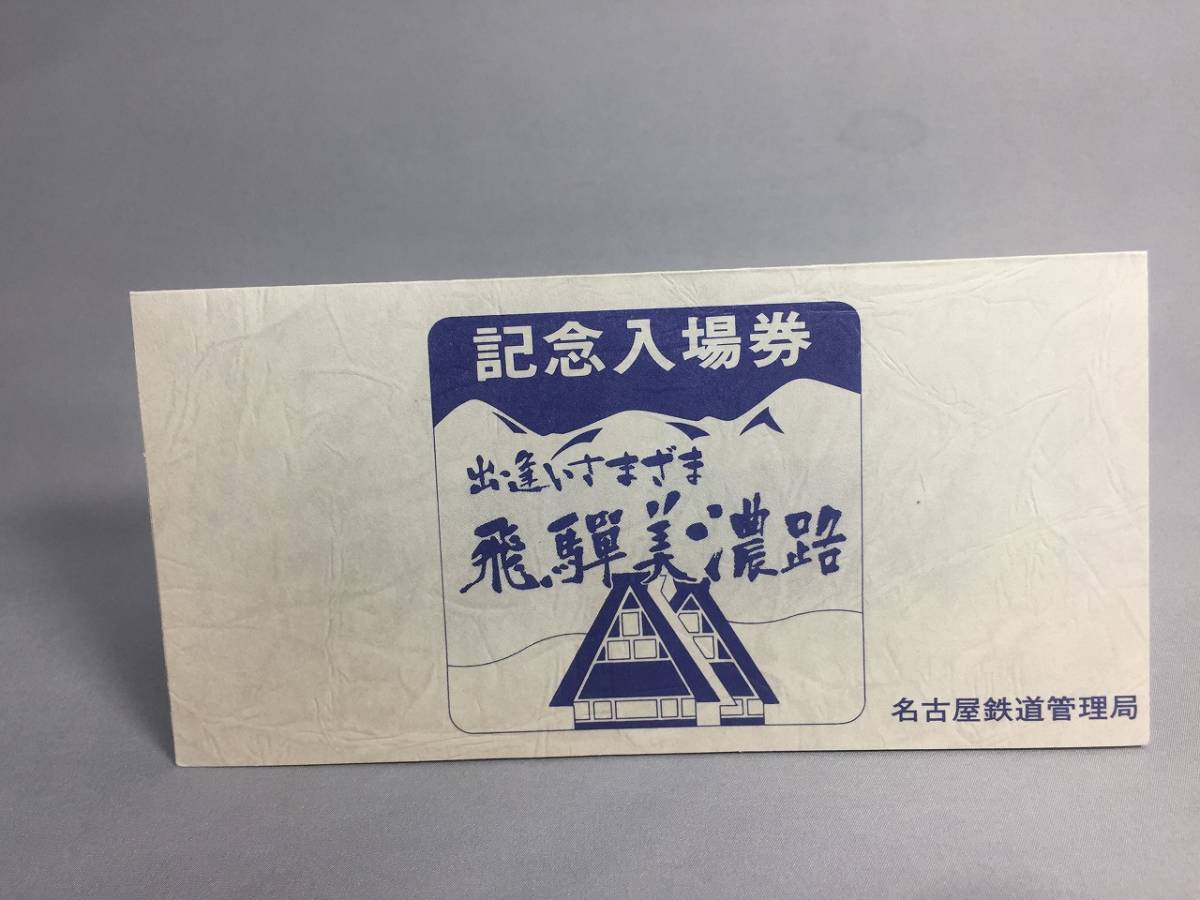 記念入場券
出逢いさまざま
飛騨美濃路
名古屋鉄道管理局